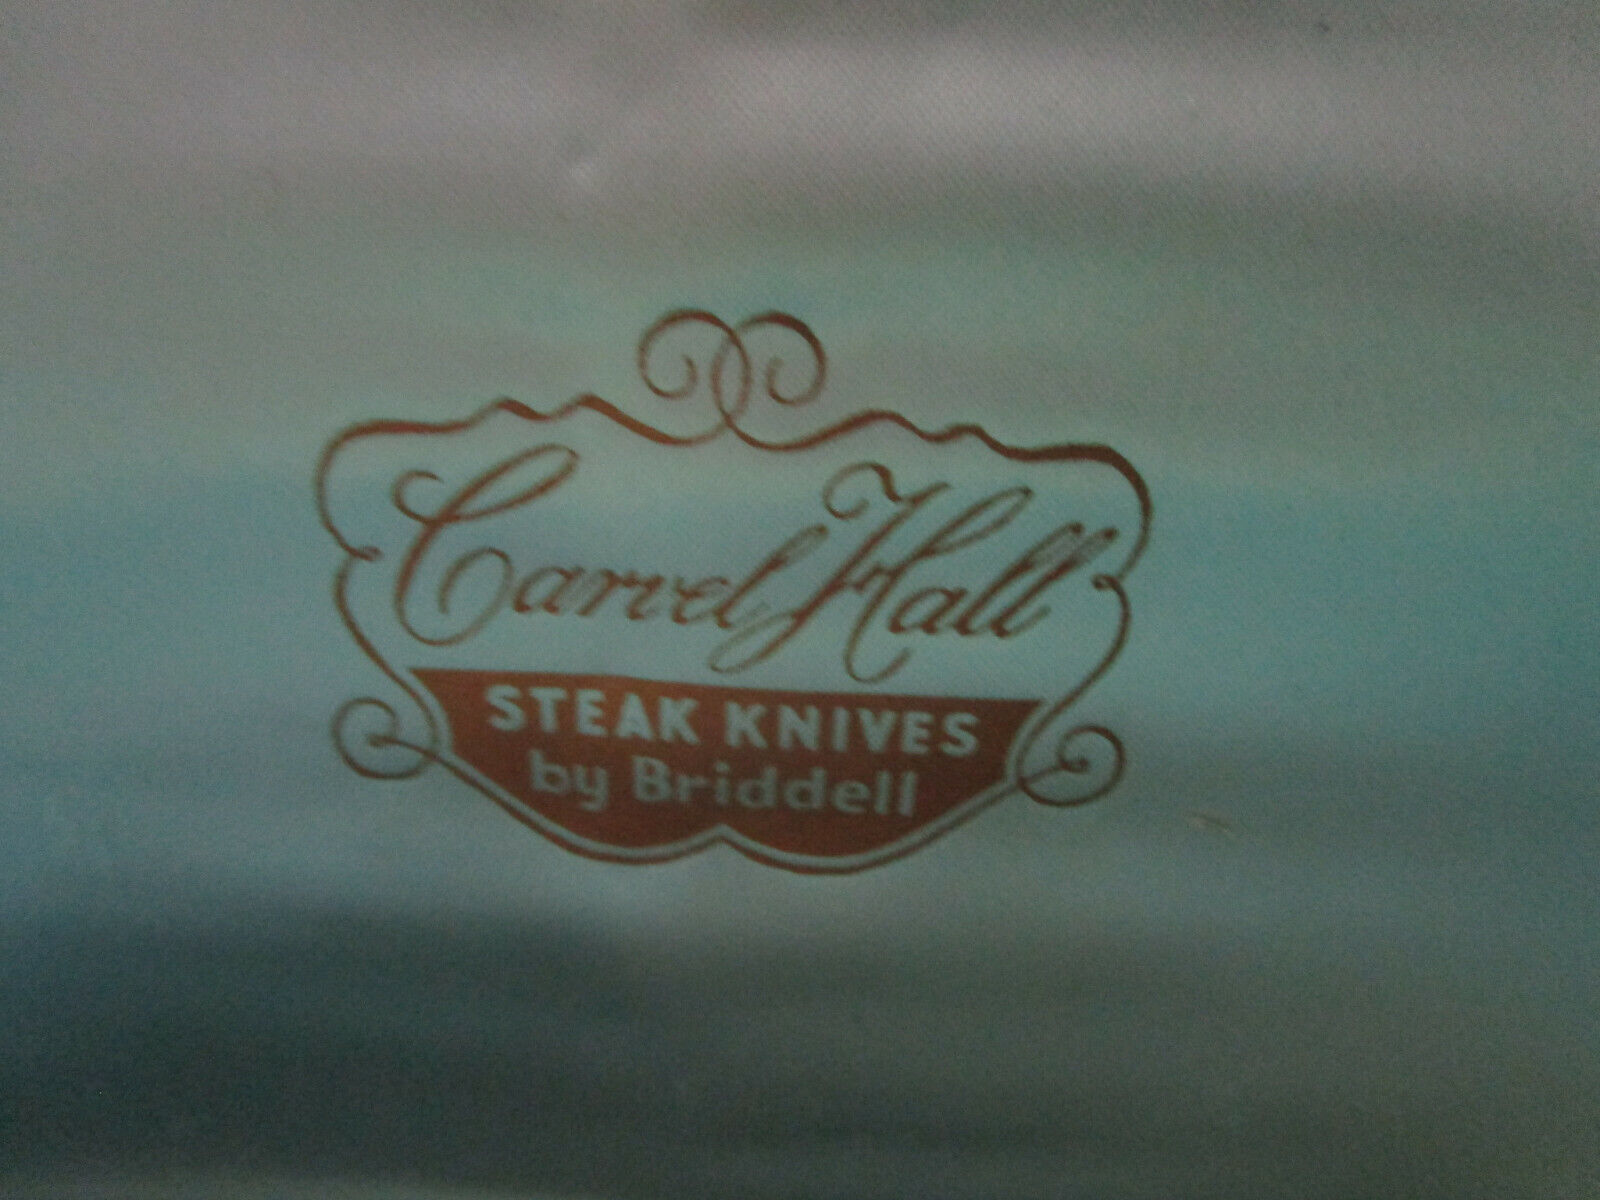 Carvel Hall
STEAK KNIVES
by Briddell